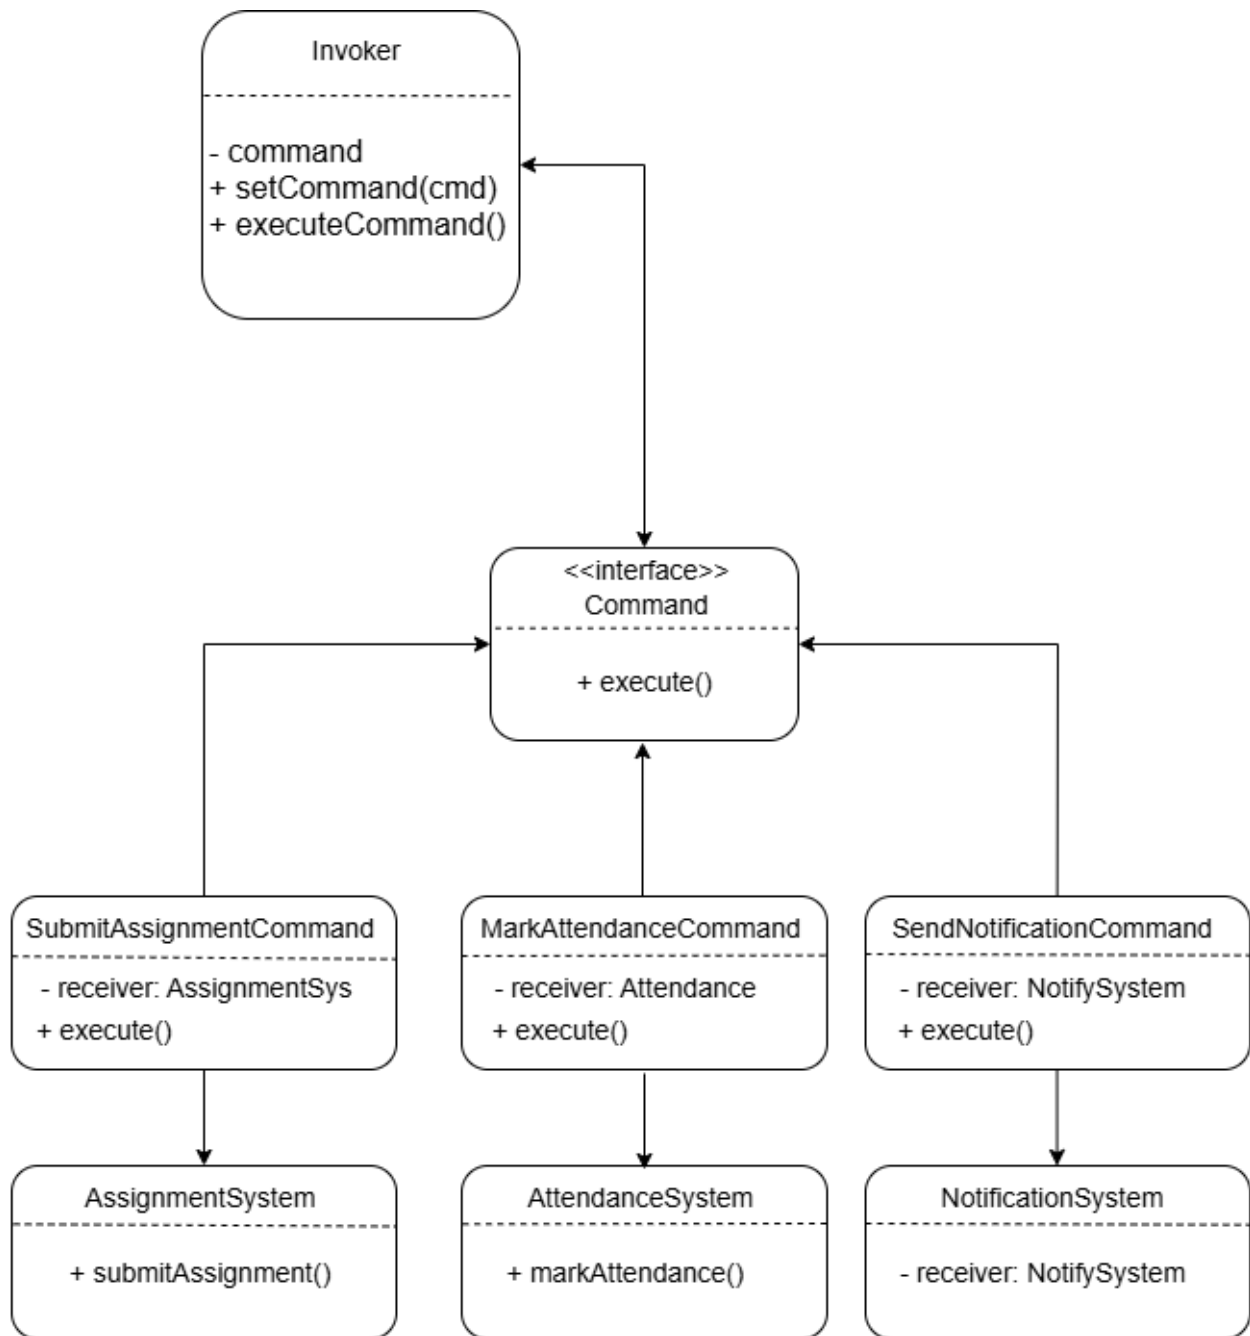 Invoker
- command
+ setCommand(cmd)
+ executeCommand()
<<interface>>
Command
+ execute()
SubmitAssignmentCommand
- receiver: AssignmentSys
+ execute()
MarkAttendanceCommand
- receiver: Attendance
+ execute()
SendNotificationCommand
- receiver: NotifySystem
+ execute()
AssignmentSystem
+ submitAssignment()
AttendanceSystem
+ markAttendance()
NotificationSystem
- receiver: NotifySystem